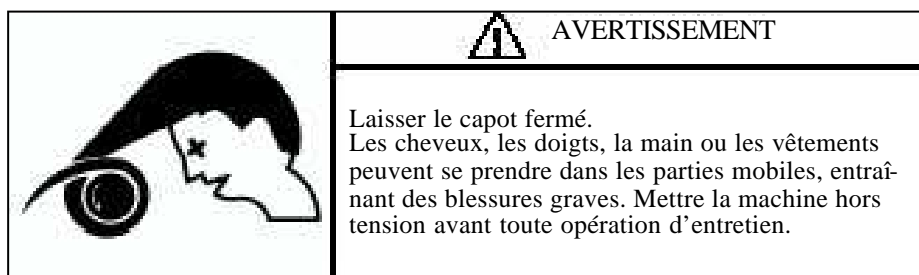 AVERTISSEMENT
Laisser le capot fermé.
Les cheveux, les doigts, la main ou les vêtements
peuvent se prendre dans les parties mobiles, entraî-
nant des blessures graves. Mettre la machine hors
tension avant toute opération d’entretien.